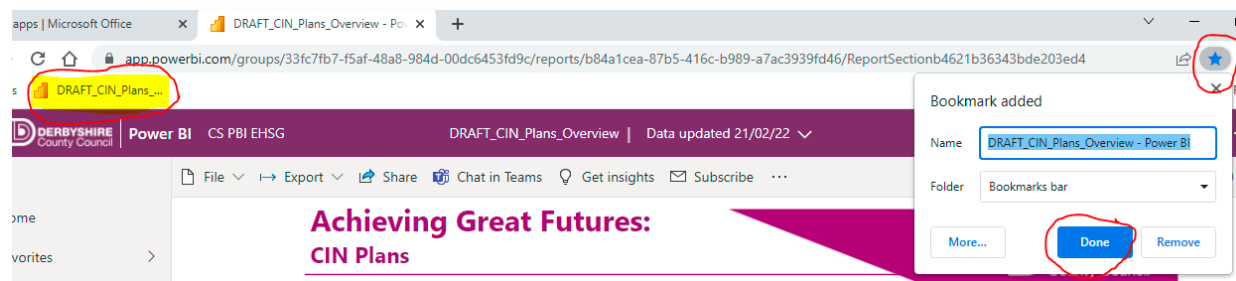 apps | Microsoft Office DRAFT_CIN_Plans_Overview - Po
app.powerbi.com/groups/33fc7fb7-f5af-48a8-984d-00dc6453fd9c/reports/b84a1cea-87b5-416c-b989-a7ac3939fd46/ReportSectionb4621b36343bde203ed4
s DRAFT_CIN_Plans_...
Bookmark added
DERBYSHIRE
County Council
Power BI CS PBI EHSG DRAFT_CIN_Plans_Overview | Data updated 21/02/22
Name DRAFT_CIN_Plans_Overview - Power BI
File Export Share Chat in Teams Get insights Subscribe ...
Folder Bookmarks bar
ome
Achieving Great Futures:
More... Done Remove
vorites
CIN Plans